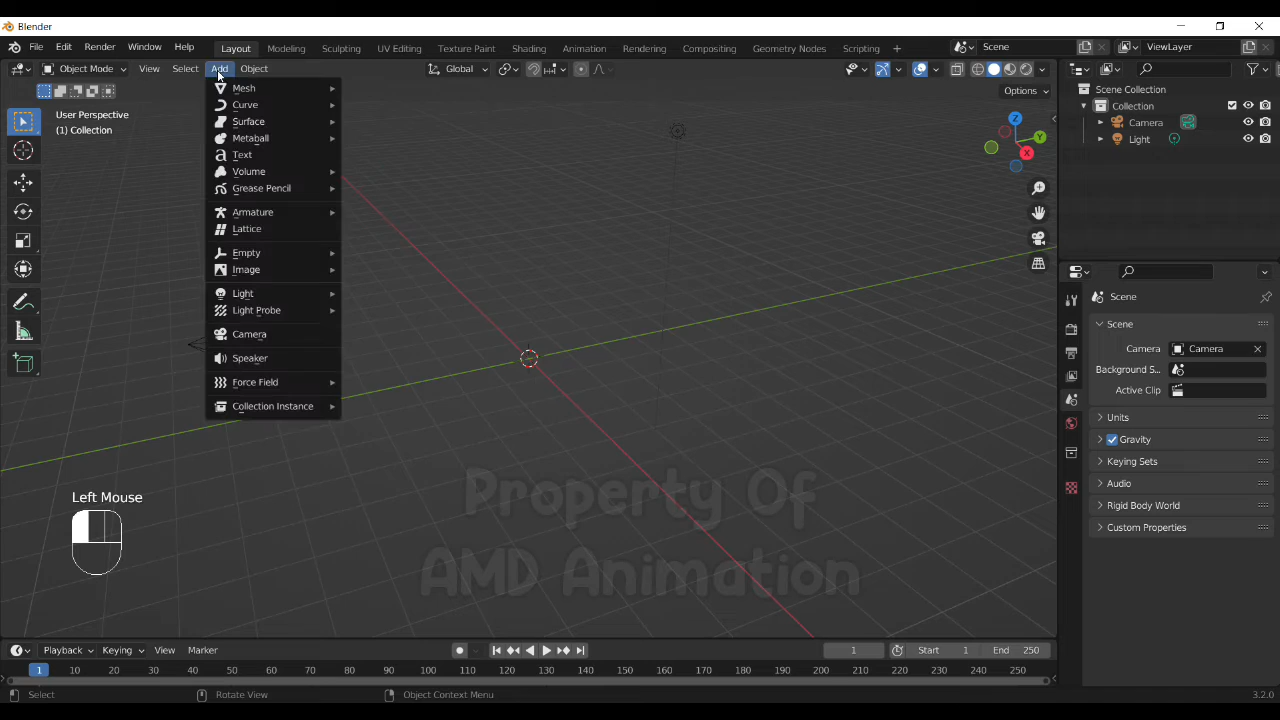 Blender
File Edit Render Window Help Layout Modeling Sculpting UV Editing Texture Paint Shading Animation Rendering Compositing Geometry Nodes Scripting + Scene ViewLayer
Object Mode View Select Add Object Global
Options
User Perspective
(1) Collection
Mesh
Curve
Surface
Metaball
Text
Volume
Grease Pencil
Armature
Lattice
Empty
Image
Light
Light Probe
Camera
Speaker
Force Field
Collection Instance
Z
Y
X
Left Mouse
Property Of
AMD Animation
Scene Collection
Collection
Camera
Light
Scene
Scene
Camera Camera
Background S...
Active Clip
Units
Gravity
Keying Sets
Audio
Rigid Body World
Custom Properties
Playback Keying View Marker 1 Start 1 End 250
1 10 20 30 40 50 60 70 80 90 100 110 120 130 140 150 160 170 180 190 200 210 220 230 240 250
Select Rotate View Object Context Menu 3.2.0